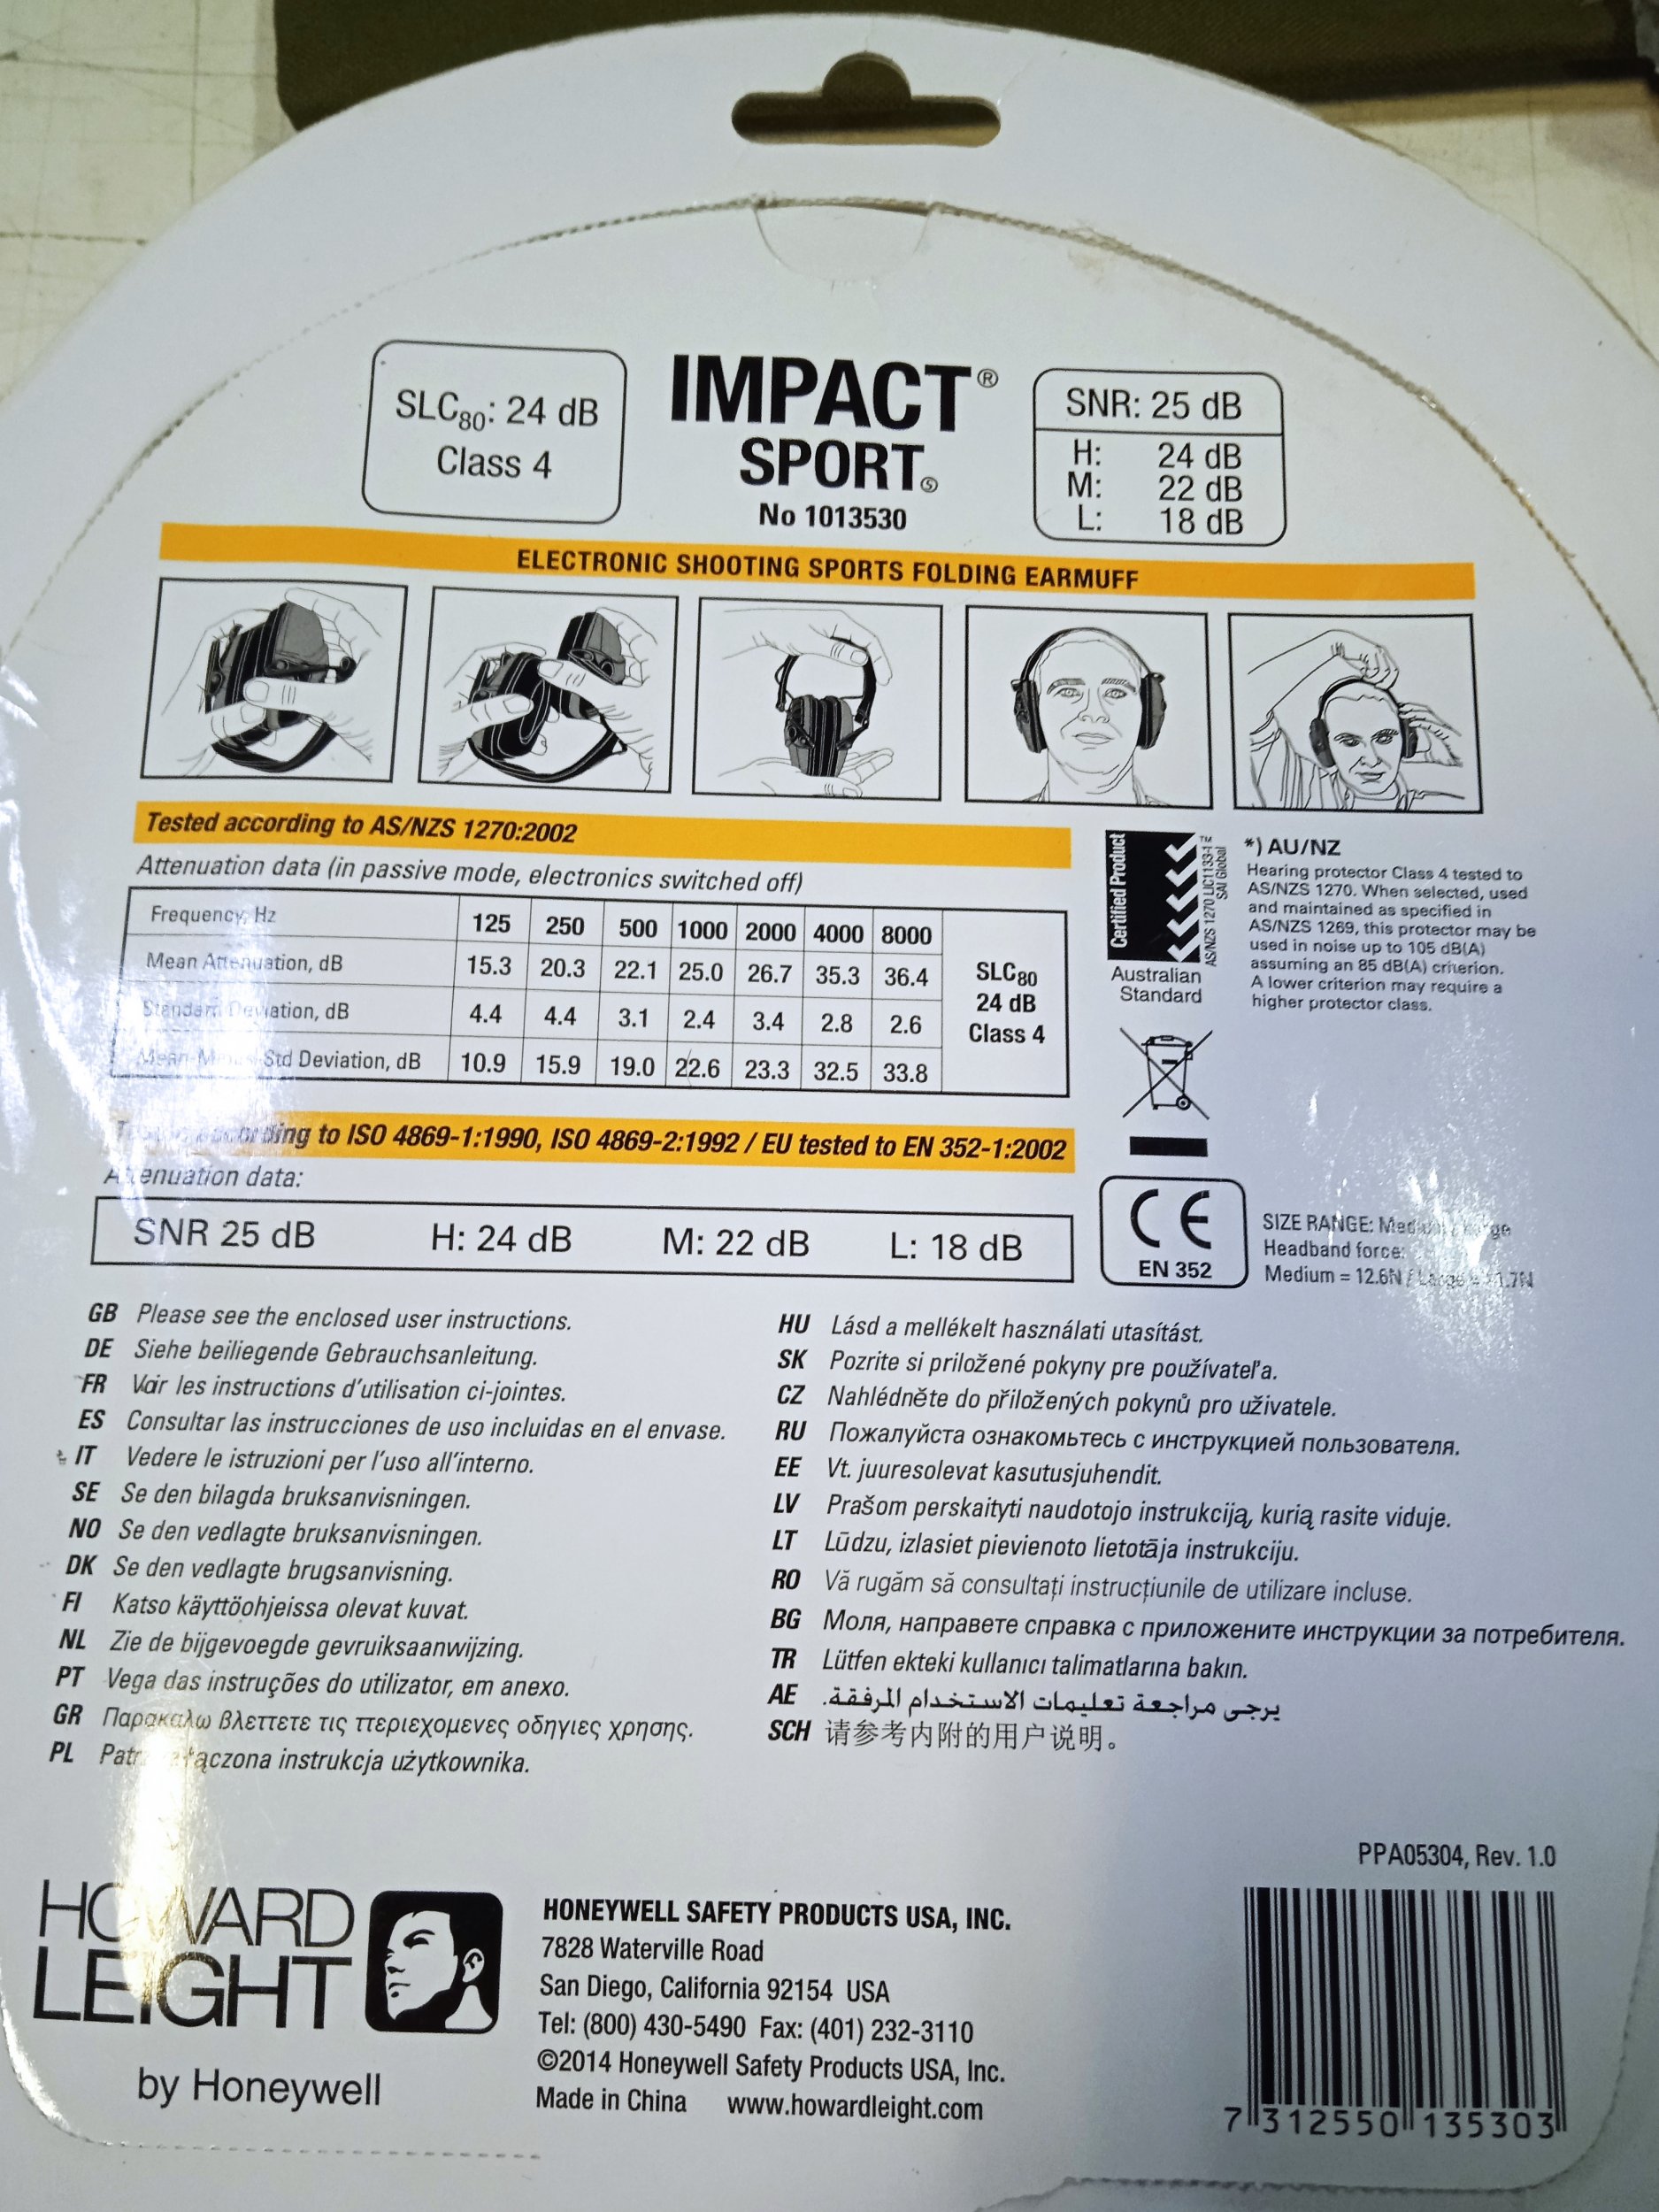 SLC80: 24 dB
Class 4
IMPACT®
SPORT®
No 1013530
SNR: 25 dB
H: 24 dB
M: 22 dB
L: 18 dB
ELECTRONIC SHOOTING SPORTS FOLDING EARMUFF
Tested according to AS/NZS 1270:2002
Attenuation data (in passive mode, electronics switched off)
Frequency, Hz 125 250 500 1000 2000 4000 8000
Mean Attenuation, dB 15.3 20.3 22.1 25.0 26.7 35.3 36.4
Standard Deviation, dB 4.4 4.4 3.1 2.4 3.4 2.8 2.6
Mean-Minus-Std Deviation, dB 10.9 15.9 19.0 22.6 23.3 32.5 33.8
SLC80
24 dB
Class 4
Certified Product
AS/NZS 1270 LIC1133-1
SAI Global
™
Australian
Standard
*) AU/NZ
Hearing protector Class 4 tested to
AS/NZS 1270. When selected, used
and maintained as specified in
AS/NZS 1269, this protector may be
used in noise up to 105 dB(A)
assuming an 85 dB(A) criterion.
A lower criterion may require a
higher protector class.
Tested according to ISO 4869-1:1990, ISO 4869-2:1992 / EU tested to EN 352-1:2002
Attenuation data:
SNR 25 dB H: 24 dB M: 22 dB L: 18 dB
CE
EN 352
SIZE RANGE: Medium
Headband force:
Medium = 12.6N / Large =
GB Please see the enclosed user instructions.
DE Siehe beiliegende Gebrauchsanleitung.
FR Voir les instructions d'utilisation ci-jointes.
ES Consultar las instrucciones de uso incluidas en el envase.
IT Vedere le istruzioni per l'uso all'interno.
SE Se den bilagda bruksanvisningen.
NO Se den vedlagte bruksanvisningen.
DK Se den vedlagte brugsanvisning.
FI Katso käyttöohjeissa olevat kuvat.
NL Zie de bijgevoegde gevruiksaanwijzing.
PT Vega das instruções do utilizator, em anexo.
GR Παρακαλω βλεττετε τις ττεριεχομενες οδηγιες χρησης.
PL Patrz załączona instrukcja użytkownika.
HU Lásd a mellékelt használati utasítást.
SK Pozrite si priložené pokyny pre používateľa.
CZ Nahlédněte do přiložených pokynů pro uživatele.
RU Пожалуйста ознакомьтесь с инструкцией пользователя.
EE Vt. juuresolevat kasutusjuhendit.
LV Prašom perskaityti naudotojo instrukciją, kurią rasite viduje.
LT Lūdzu, izlasiet pievienoto lietotāja instrukciju.
RO Vă rugăm să consultați instrucțiunile de utilizare incluse.
BG Моля, направете справка с приложените инструкции за потребителя.
TR Lütfen ekteki kullanıcı talimatlarına bakın.
AE يرجى مراجعة تعليمات الاستخدام المرفقة.
SCH 请参考内附的用户说明。
HOWARD
LEIGHT
by Honeywell
HONEYWELL SAFETY PRODUCTS USA, INC.
7828 Waterville Road
San Diego, California 92154 USA
Tel: (800) 430-5490 Fax: (401) 232-3110
©2014 Honeywell Safety Products USA, Inc.
Made in China www.howardleight.com
PPA05304, Rev. 1.0
7 312550 135303